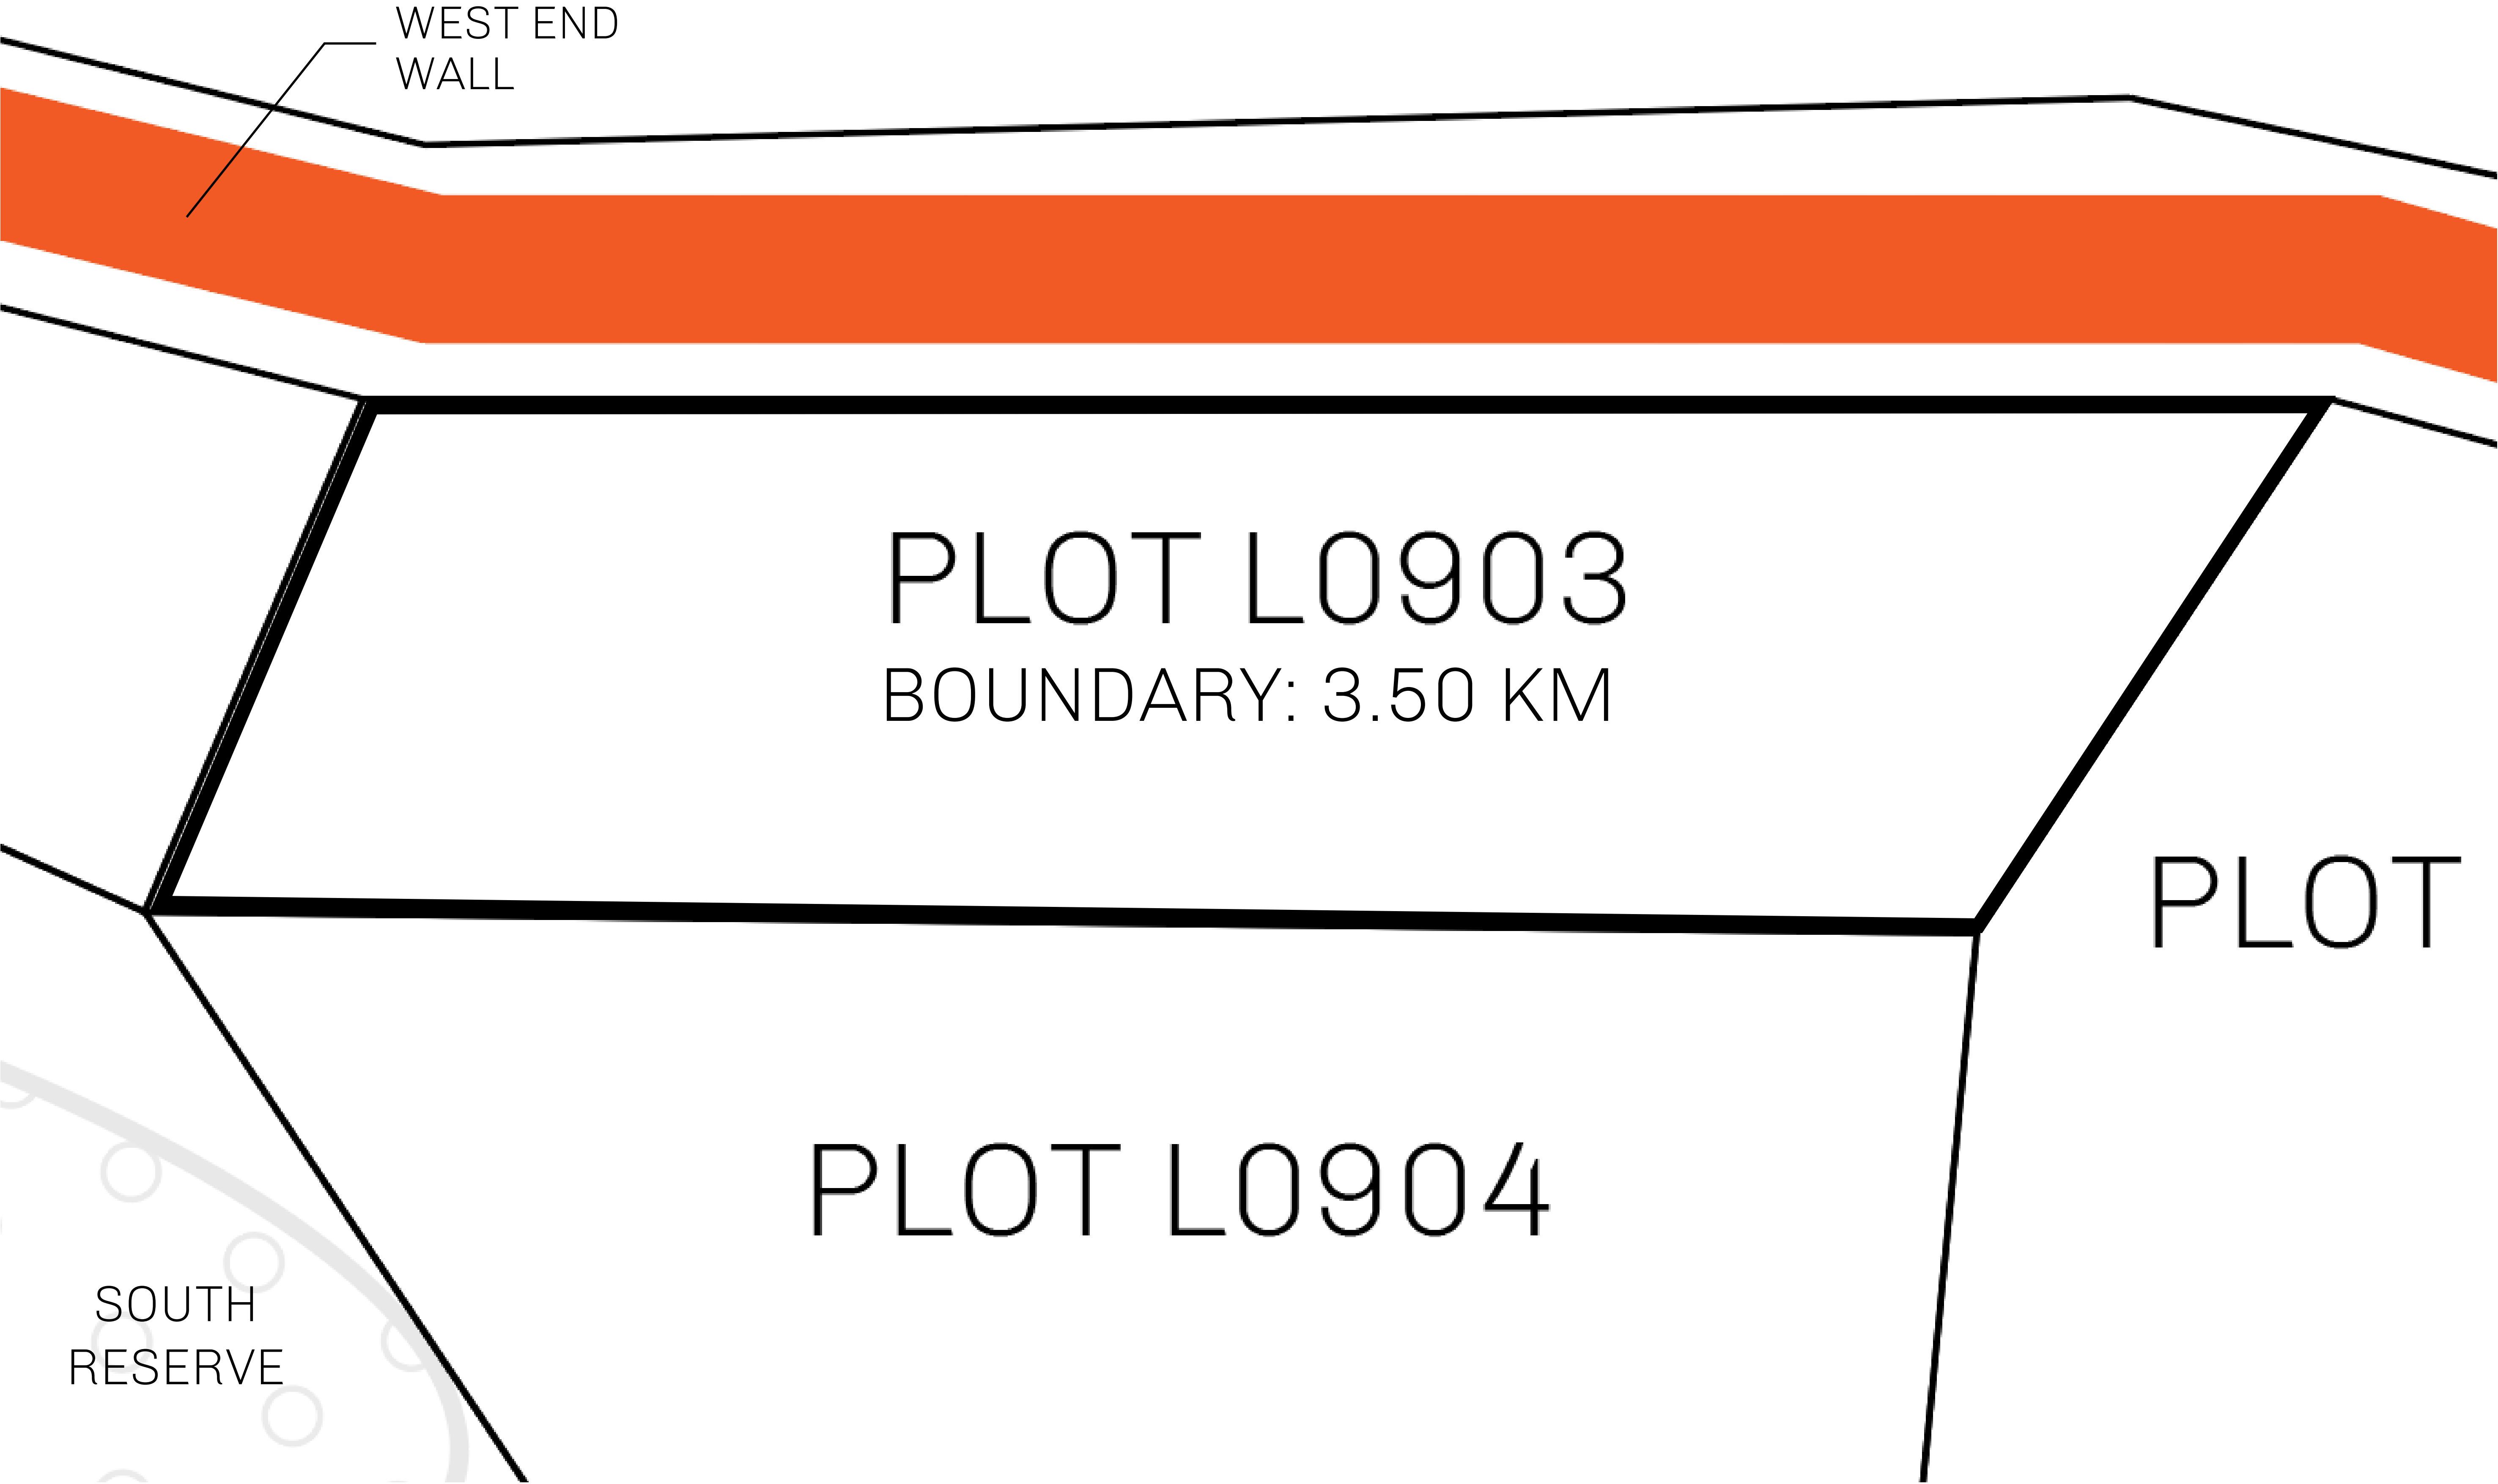 WEST END
WALL
PLOT L0903
BOUNDARY: 3.50 KM
PLOT
PLOT L0904
SOUTH
RESERVE